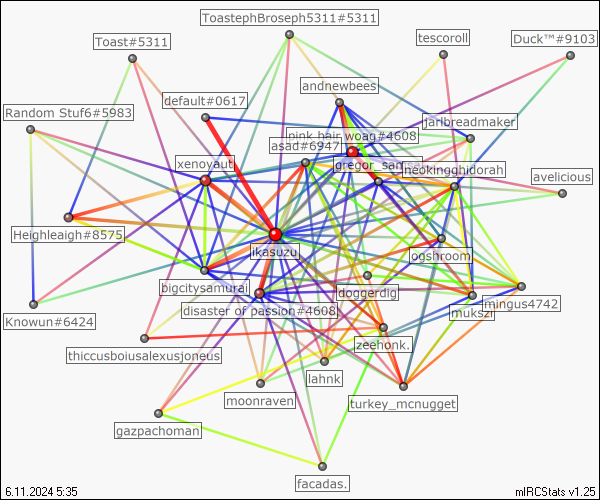 ToastephBroseph5311#5311
Toast#5311
tescoroll
Duck™#9103
andnewbees
default#0617
Random Stuf6#5983
jarlbreadmaker
pink hair woag#4608
asad#6947
xenoyaut
gregor_samsa
neokingghidorah
avelicious
Heighleaigh#8575
ikasuzu
ogshroom
bigcitysamurai
doggerdig
mingus4742
disaster of passion#4608
mukszi
Knowun#6424
zeehonk.
thiccusboiusalexusjoneus
lahnk
moonraven
turkey_mcnugget
gazpachoman
facadas.
6.11.2024 5:35
mIRCStats v1.25